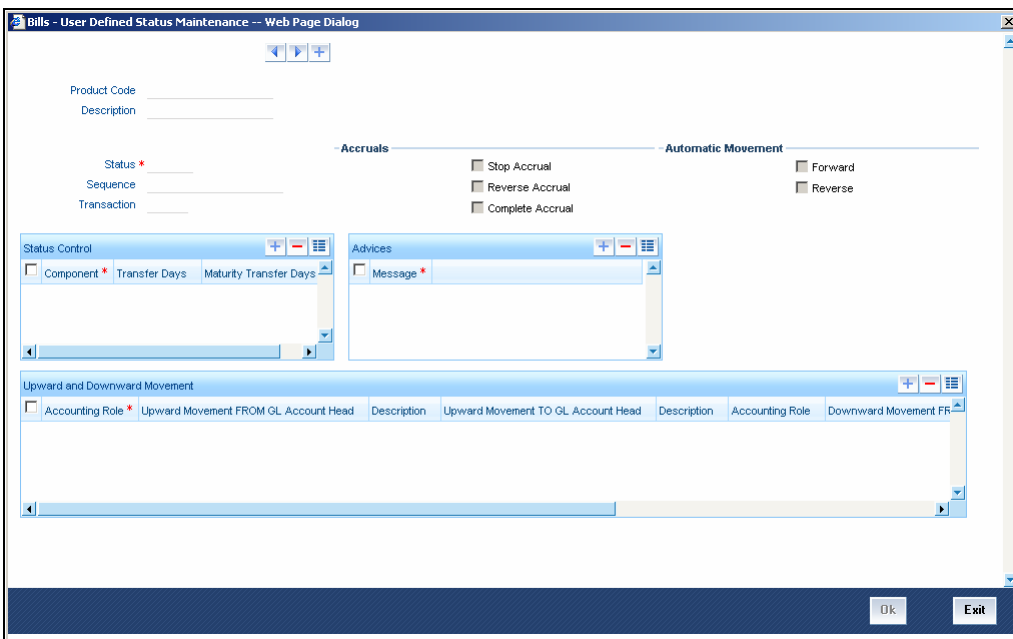 Bills - User Defined Status Maintenance -- Web Page Dialog
Product Code
Description
Accruals
Automatic Movement
Status *
Stop Accrual
Forward
Sequence
Reverse Accrual
Reverse
Transaction
Complete Accrual
Status Control
Component * Transfer Days Maturity Transfer Days
Advices
Message *
Upward and Downward Movement
Accounting Role * Upward Movement FROM GL Account Head Description Upward Movement TO GL Account Head Description Accounting Role Downward Movement FR
Ok
Exit